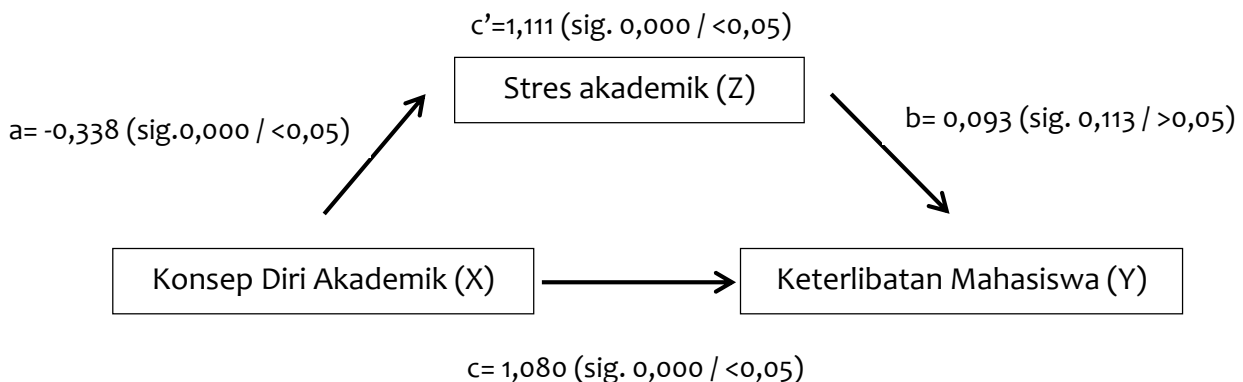 c’=1,111 (sig. 0,000 / <0,05)
Stres akademik (Z)
a= -0,338 (sig.0,000 / <0,05)
b= 0,093 (sig. 0,113 / >0,05)
Konsep Diri Akademik (X)
Keterlibatan Mahasiswa (Y)
c= 1,080 (sig. 0,000 / <0,05)